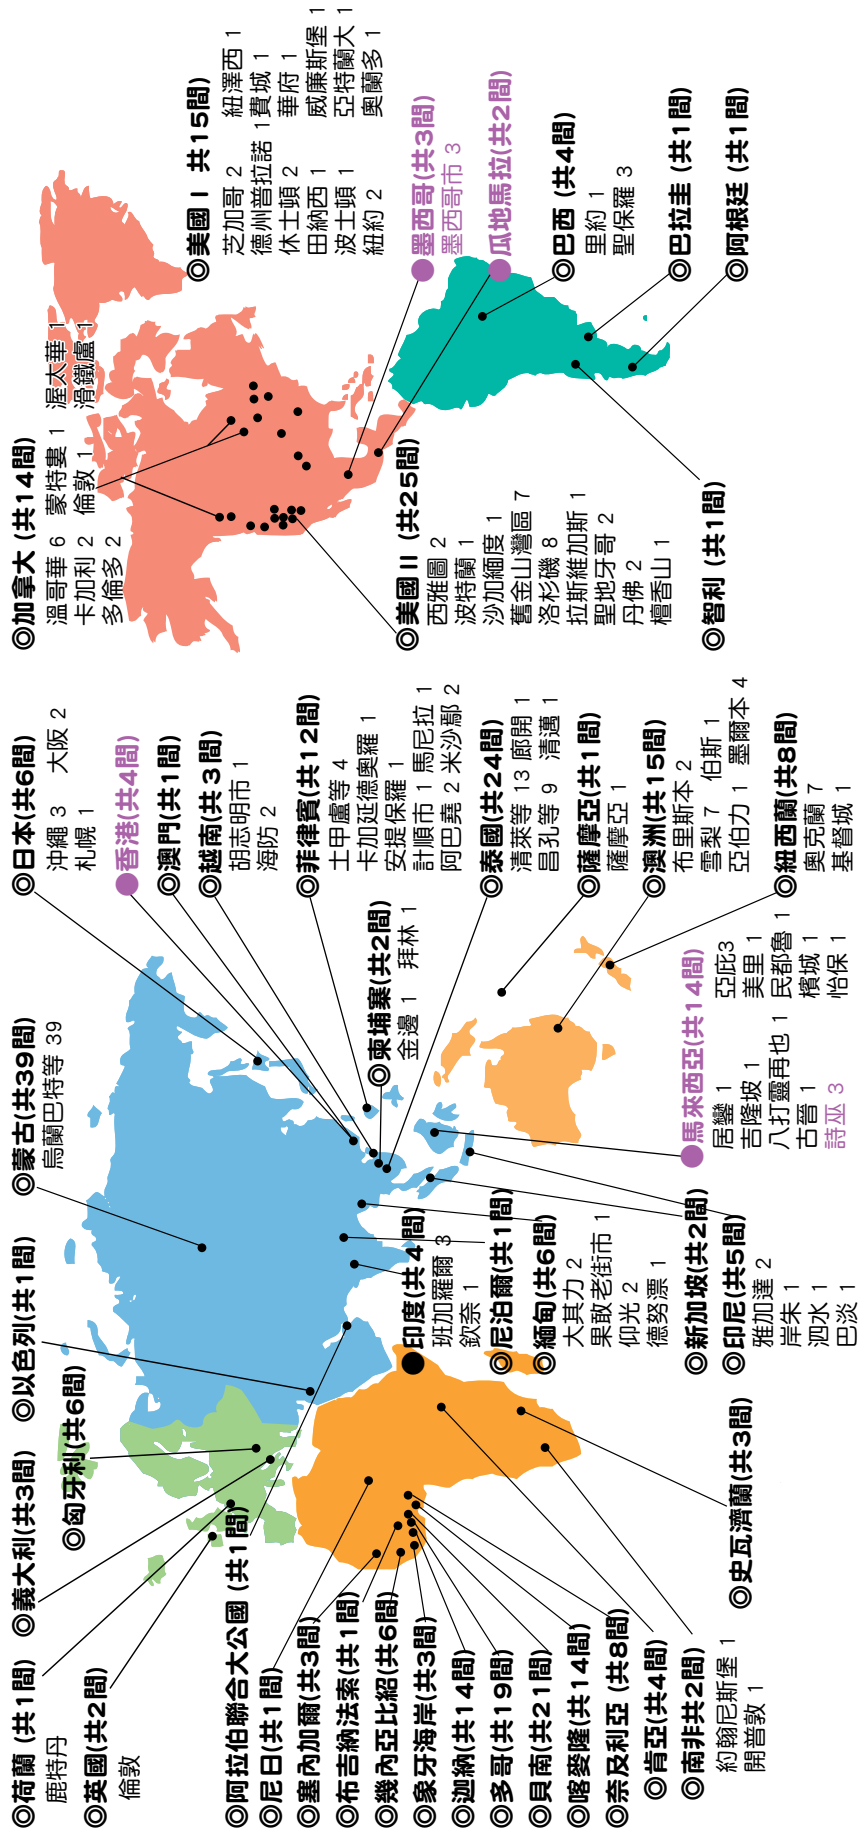 ◎荷蘭 (共1間)
鹿特丹
◎英國(共2間)
倫敦
◎義大利(共3間)
◎匈牙利(共6間)
◎以色列(共1間)
◎阿拉伯聯合大公國 (共1間)
◎尼日(共1間)
◎塞內加爾(共3間)
◎布吉納法索(共1間)
◎幾內亞比紹(共6間)
◎象牙海岸(共3間)
◎迦納(共14間)
◎多哥(共19間)
◎貝南(共21間)
◎喀麥隆(共14間)
◎奈及利亞 (共8間)
◎肯亞(共4間)
◎南非共2間)
約翰尼斯堡 1
開普敦 1
◎史瓦濟蘭(共3間)
◎蒙古(共39間)
烏蘭巴特等 39
◎日本(共6間)
沖繩 3 大阪 2
札幌 1
●香港(共4間)
◎澳門(共1間)
◎越南(共3間)
胡志明市 1
海防 2
◎菲律賓(共12間)
土甲盧等 4
卡加延德奧羅 1
安提保羅 1
計順市 1 馬尼拉 1
阿巴堯 2 米沙鄢 2
◎柬埔寨(共2間)
金邊 1 拜林 1
◎泰國(共24間)
清萊等 13 廊開 1
昌孔等 9 清邁 1
◎薩摩亞(共1間)
薩摩亞 1
◎澳洲(共15間)
布里斯本 2
雪梨 7 伯斯 1
亞伯力 1 墨爾本 4
◎紐西蘭(共8間)
奧克蘭 7
基督城 1
●馬來西亞(共14間)
居鑾 1 亞庇3
吉隆坡 1 美里 1
八打靈再也 1 民都魯 1
古晉 1 檳城 1
詩巫 3 怡保 1
●印度(共4間)
班加羅爾 3
欽奈 1
◎尼泊爾(共1間)
◎緬甸(共6間)
大其力 2
果敢老街市 1
仰光 2
德努漂 1
◎新加坡(共2間)
◎印尼(共5間)
雅加達 2
岸朱 1
泗水 1
巴淡 1
◎加拿大 (共14間)
溫哥華 6 蒙特婁 1 渥太華 1
卡加利 2 倫敦 1 滑鐵盧 1
多倫多 2
◎美國 I 共15間)
芝加哥 2 紐澤西 1
德州普拉諾 1 費城 1
休士頓 2 華府 1
田納西 1 威廉斯堡 1
波士頓 1 亞特蘭大 1
紐約 2 奧蘭多 1
◎美國 II (共25間)
西雅圖 2
波特蘭 1
沙加緬度 1
舊金山灣區 7
洛杉磯 8
拉斯維加斯 1
聖地牙哥 2
丹佛 2
檀香山 1
●墨西哥(共3間)
墨西哥市 3
●瓜地馬拉(共2間)
◎巴西 (共4間)
里約 1
聖保羅 3
◎巴拉圭 (共1間)
◎阿根廷 (共1間)
◎智利 (共1間)